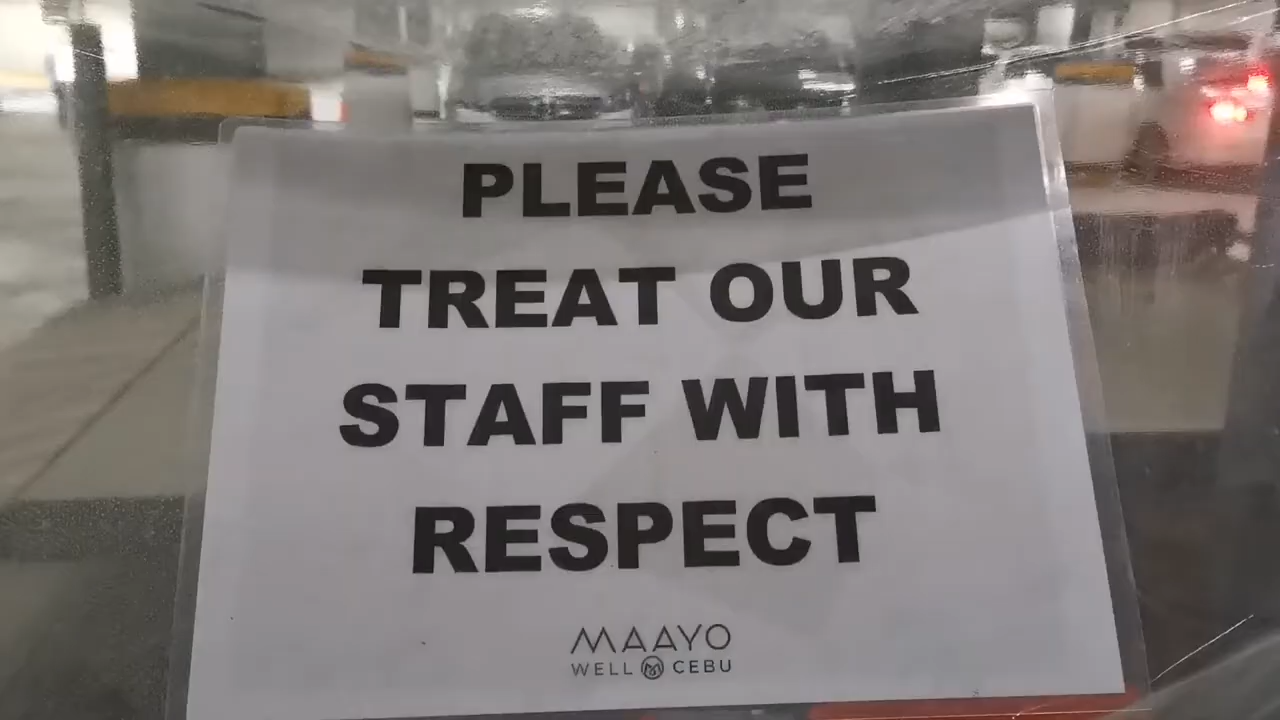 PLEASE
TREAT OUR
STAFF WITH
RESPECT
MAAYO
WELL CEBU